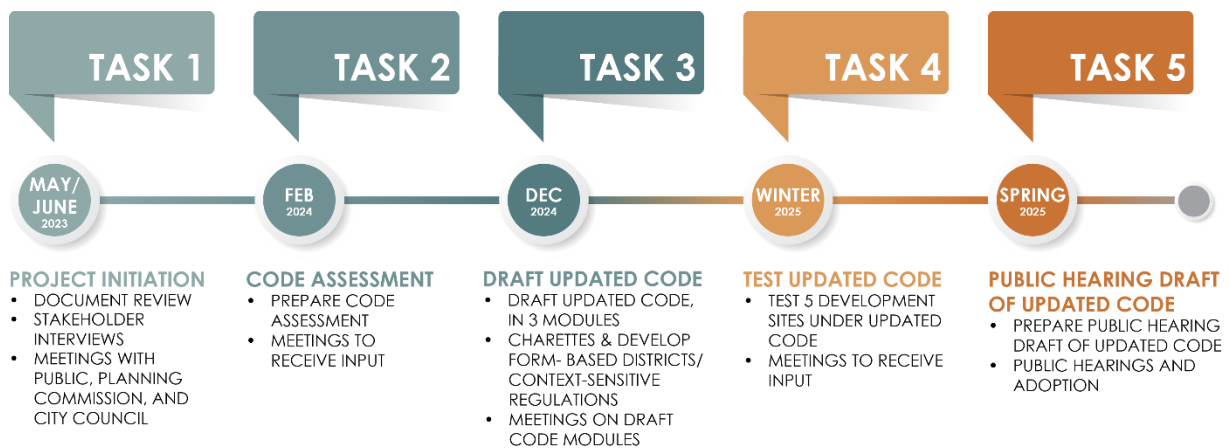 TASK 1
TASK 2
TASK 3
TASK 4
TASK 5
MAY/
JUNE
2023
FEB
2024
DEC
2024
WINTER
2025
SPRING
2025
PROJECT INITIATION
• DOCUMENT REVIEW
• STAKEHOLDER
INTERVIEWS
• MEETINGS WITH
PUBLIC, PLANNING
COMMISSION, AND
CITY COUNCIL
CODE ASSESSMENT
• PREPARE CODE
ASSESSMENT
• MEETINGS TO
RECEIVE INPUT
DRAFT UPDATED CODE
• DRAFT UPDATED CODE,
IN 3 MODULES
• CHARETTES & DEVELOP
FORM- BASED DISTRICTS/
CONTEXT-SENSITIVE
REGULATIONS
• MEETINGS ON DRAFT
CODE MODULES
TEST UPDATED CODE
• TEST 5 DEVELOPMENT
SITES UNDER UPDATED
CODE
• MEETINGS TO RECEIVE
INPUT
PUBLIC HEARING DRAFT
OF UPDATED CODE
• PREPARE PUBLIC HEARING
DRAFT OF UPDATED CODE
• PUBLIC HEARINGS AND
ADOPTION